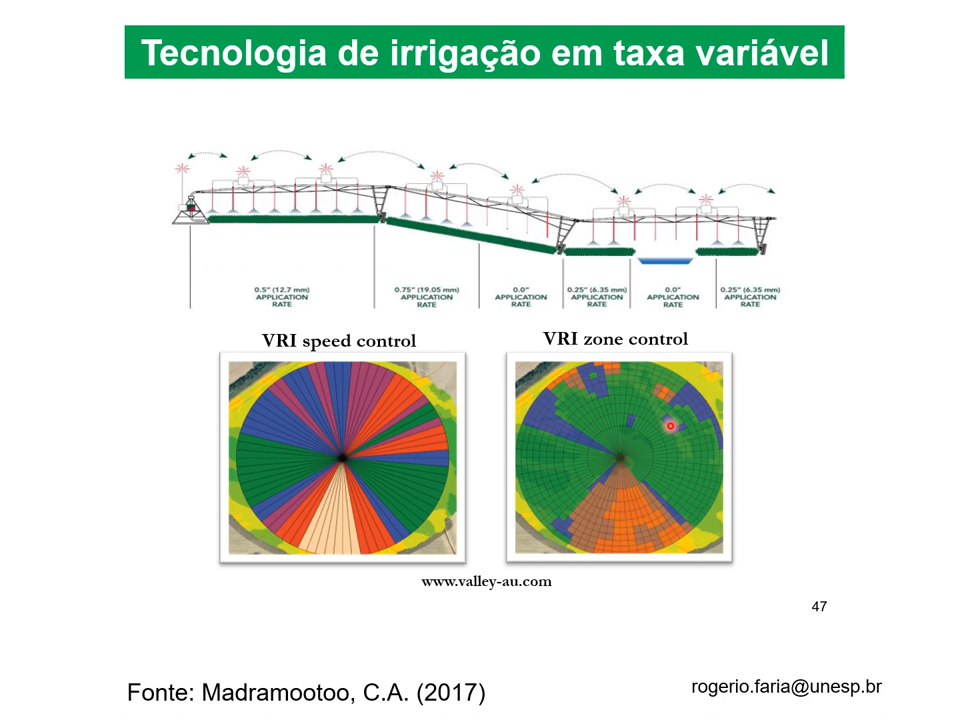 Tecnologia de irrigação em taxa variável
0.5" (12.7 mm)
APPLICATION
RATE
0.75" (19.05 mm)
APPLICATION
RATE
0.0"
APPLICATION
RATE
0.25" (6.35 mm)
APPLICATION
RATE
0.0"
APPLICATION
RATE
0.25" (6.35 mm)
APPLICATION
RATE
VRI speed control
VRI zone control
www.valley-au.com
47
Fonte: Madramootoo, C.A. (2017)
rogerio.faria@unesp.br